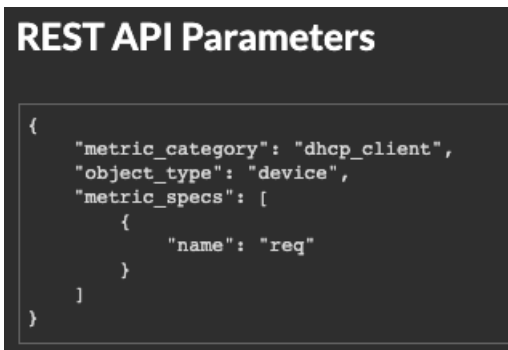 REST API Parameters
{
    "metric_category": "dhcp_client",
    "object_type": "device",
    "metric_specs": [
        {
            "name": "req"
        }
    ]
}